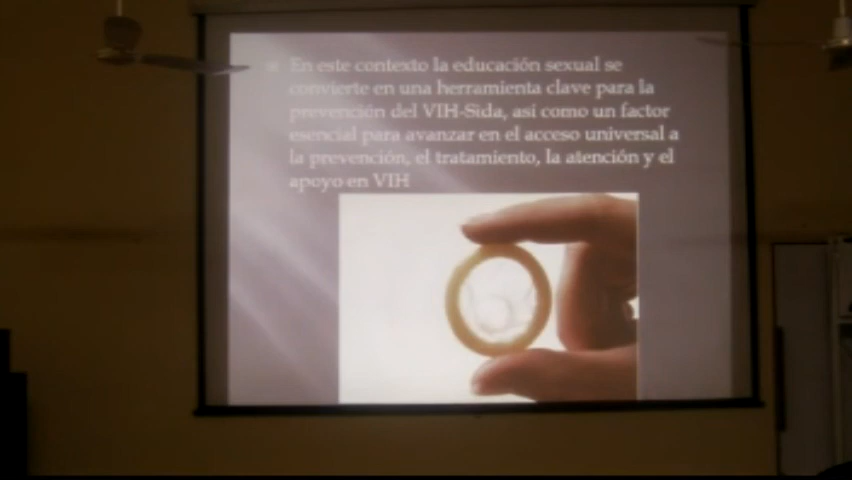 En este contexto la educación sexual se
convierte en una herramienta clave para la
prevención del VIH-Sida, así como un factor
esencial para avanzar en el acceso universal a
la prevención, el tratamiento, la atención y el
apoyo en VIH